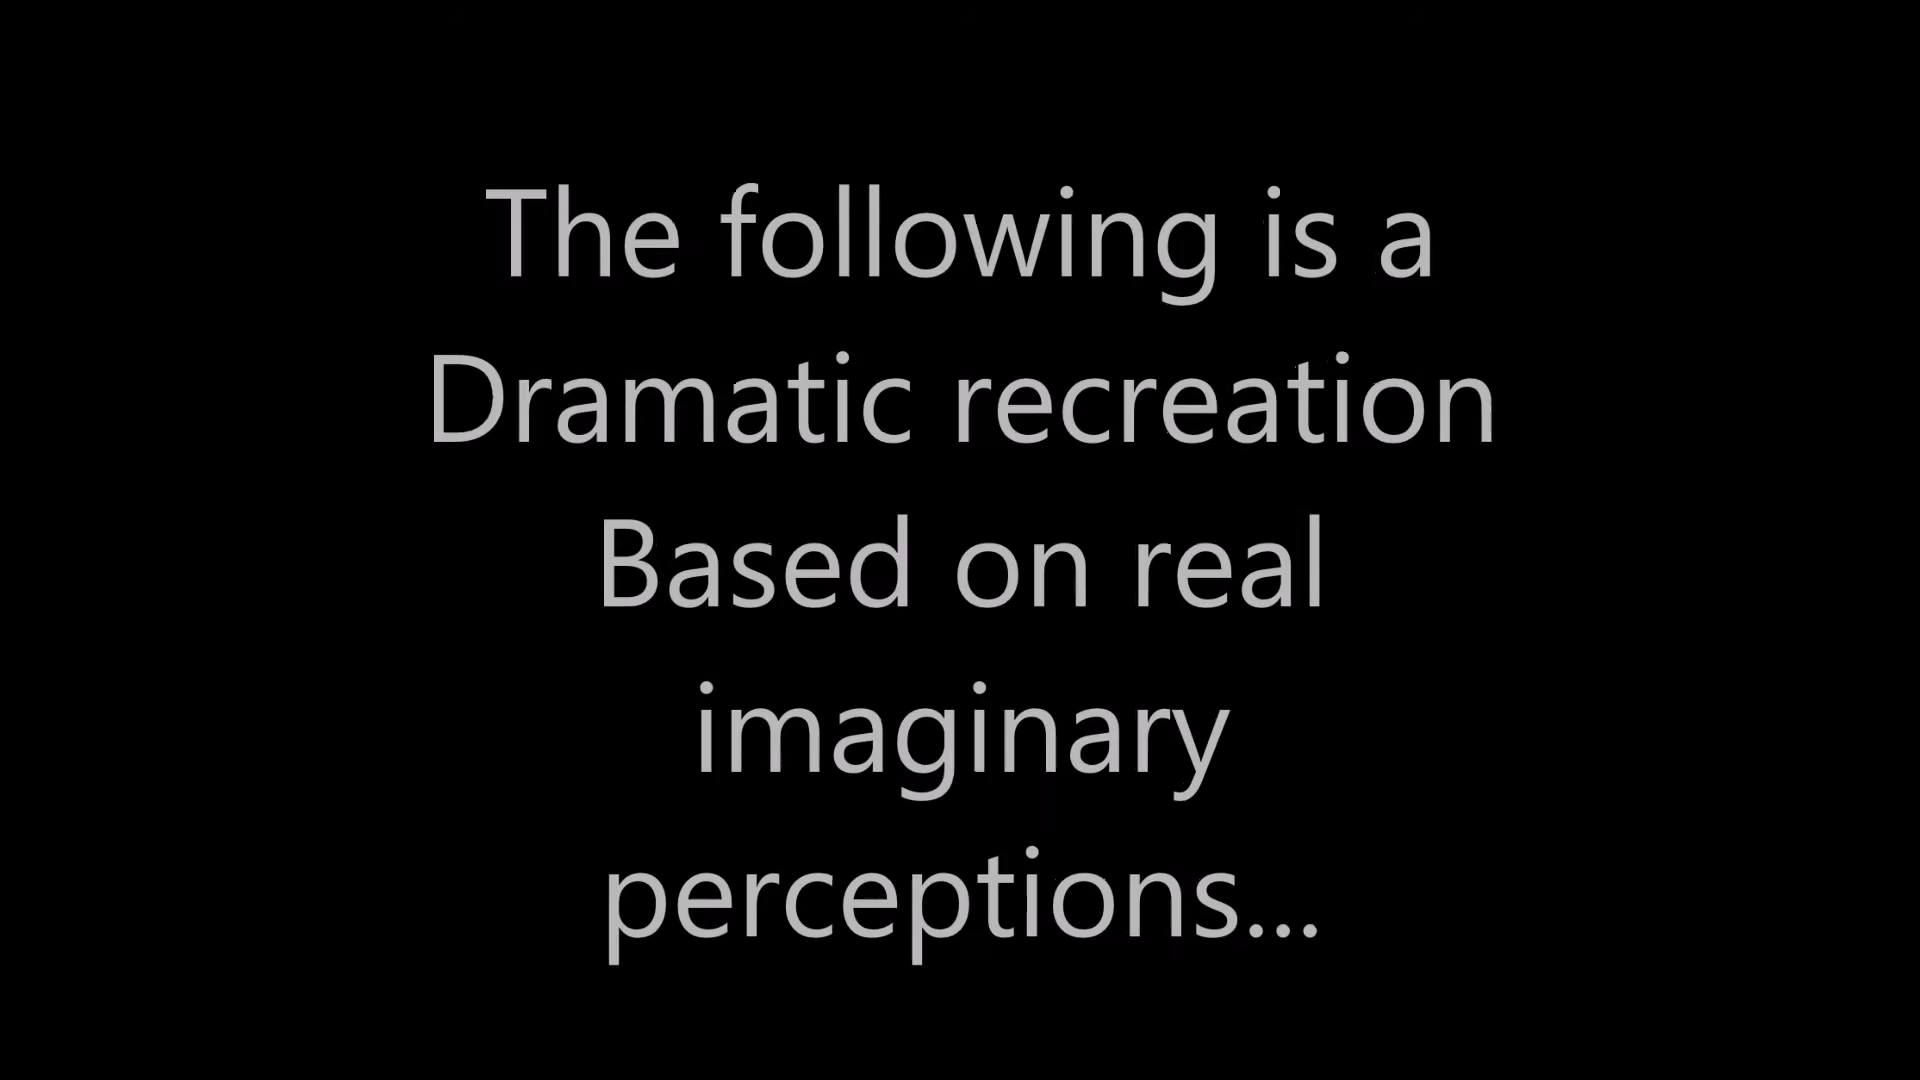 The following is a
Dramatic recreation
Based on real
imaginary
perceptions...